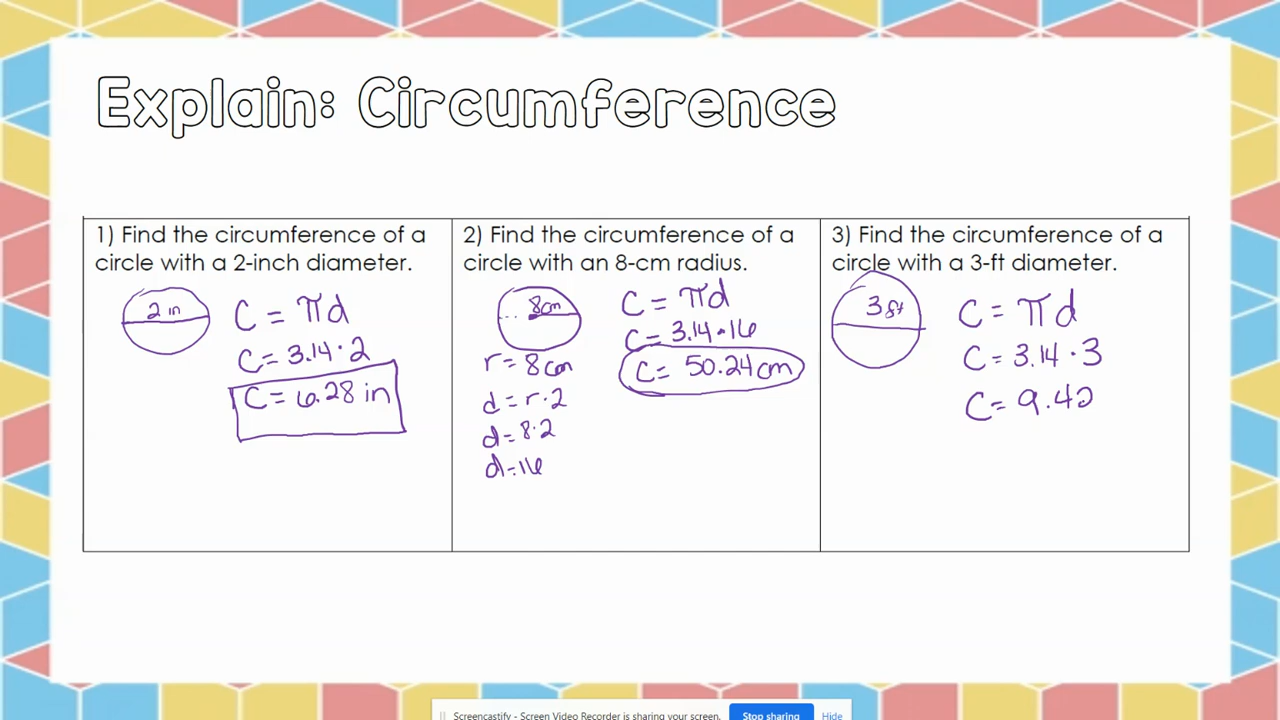 Explain: Circumference
1) Find the circumference of a
circle with a 2-inch diameter.
2 in
C = πd
C = 3.14 · 2
C = 6.28 in
2) Find the circumference of a
circle with an 8-cm radius.
8cm
r = 8cm
d = r · 2
d = 8 · 2
d = 16
C = πd
C = 3.14 · 16
C = 50.24 cm
3) Find the circumference of a
circle with a 3-ft diameter.
3 ft
C = πd
C = 3.14 · 3
C = 9.42
Screencastify - Screen Video Recorder is sharing your screen.
Stop sharing
Hide